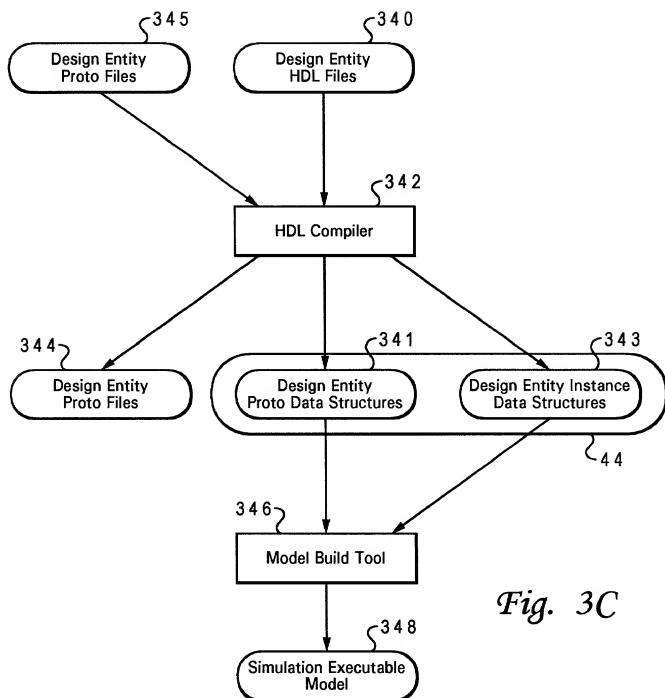 345
340
Design Entity
Proto Files
Design Entity
HDL Files
342
HDL Compiler
344
341
343
Design Entity
Proto Files
Design Entity
Proto Data Structures
Design Entity Instance
Data Structures
44
346
Model Build Tool
Fig. 3C
348
Simulation Executable
Model